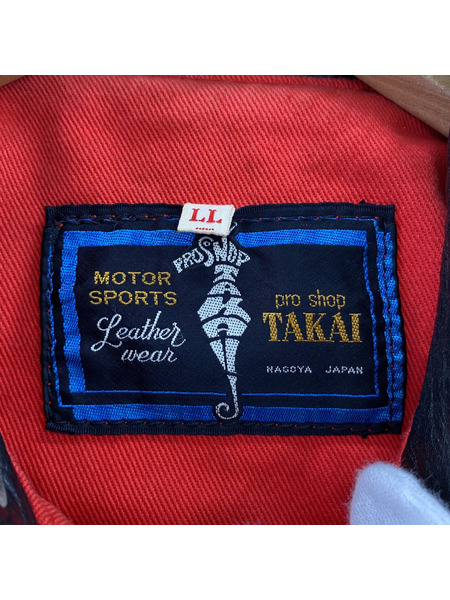 LL
MOTOR
SPORTS
Leather
wear
PRO SHOP
TAKAI
pro shop
TAKAI
NAGOYA JAPAN